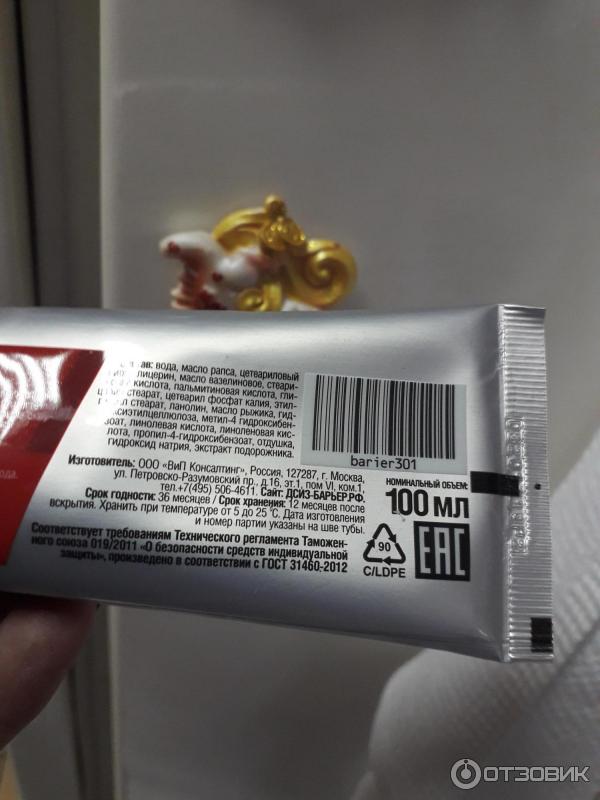 вода, масло рапса, цетеариловый
лицерин, масло вазелиновое, стеари-
кислота, пальмитиновая кислота, гли-
стеарат, цетеарил фосфат калия, этил-
стеарат, ланолин, масло рыжика, гид-
ксиэтилцеллюлоза, метил-4 гидроксибен-
зоат, линолевая кислота, линоленовая кис-
лота, пропил-4-гидроксибензоат, отдушка,
гидроксид натрия, экстракт подорожника.
Изготовитель: ООО «ВиП Консалтинг», Россия, 127287, г. Москва,
ул. Петровско-Разумовский пр., д.16, эт.1, пом VI, ком.1,
тел.+7(495) 506-4611. Сайт: ДСИЗ-БАРЬЕР.РФ.
Срок годности: 36 месяцев / Срок хранения: 12 месяцев после
вскрытия. Хранить при температуре от 5 до 25 °C. Дата изготовления
и номер партии указаны на шве тубы.
Соответствует требованиям Технического регламента Таможен-
ного союза 019/2011 «О безопасности средств индивидуальной
защиты», произведено в соответствии с ГОСТ 31460-2012
barier301
НОМИНАЛЬНЫЙ ОБЪЕМ:
100 МЛ
90
C/LDPE
EAC
ода.
ОТЗОВИК